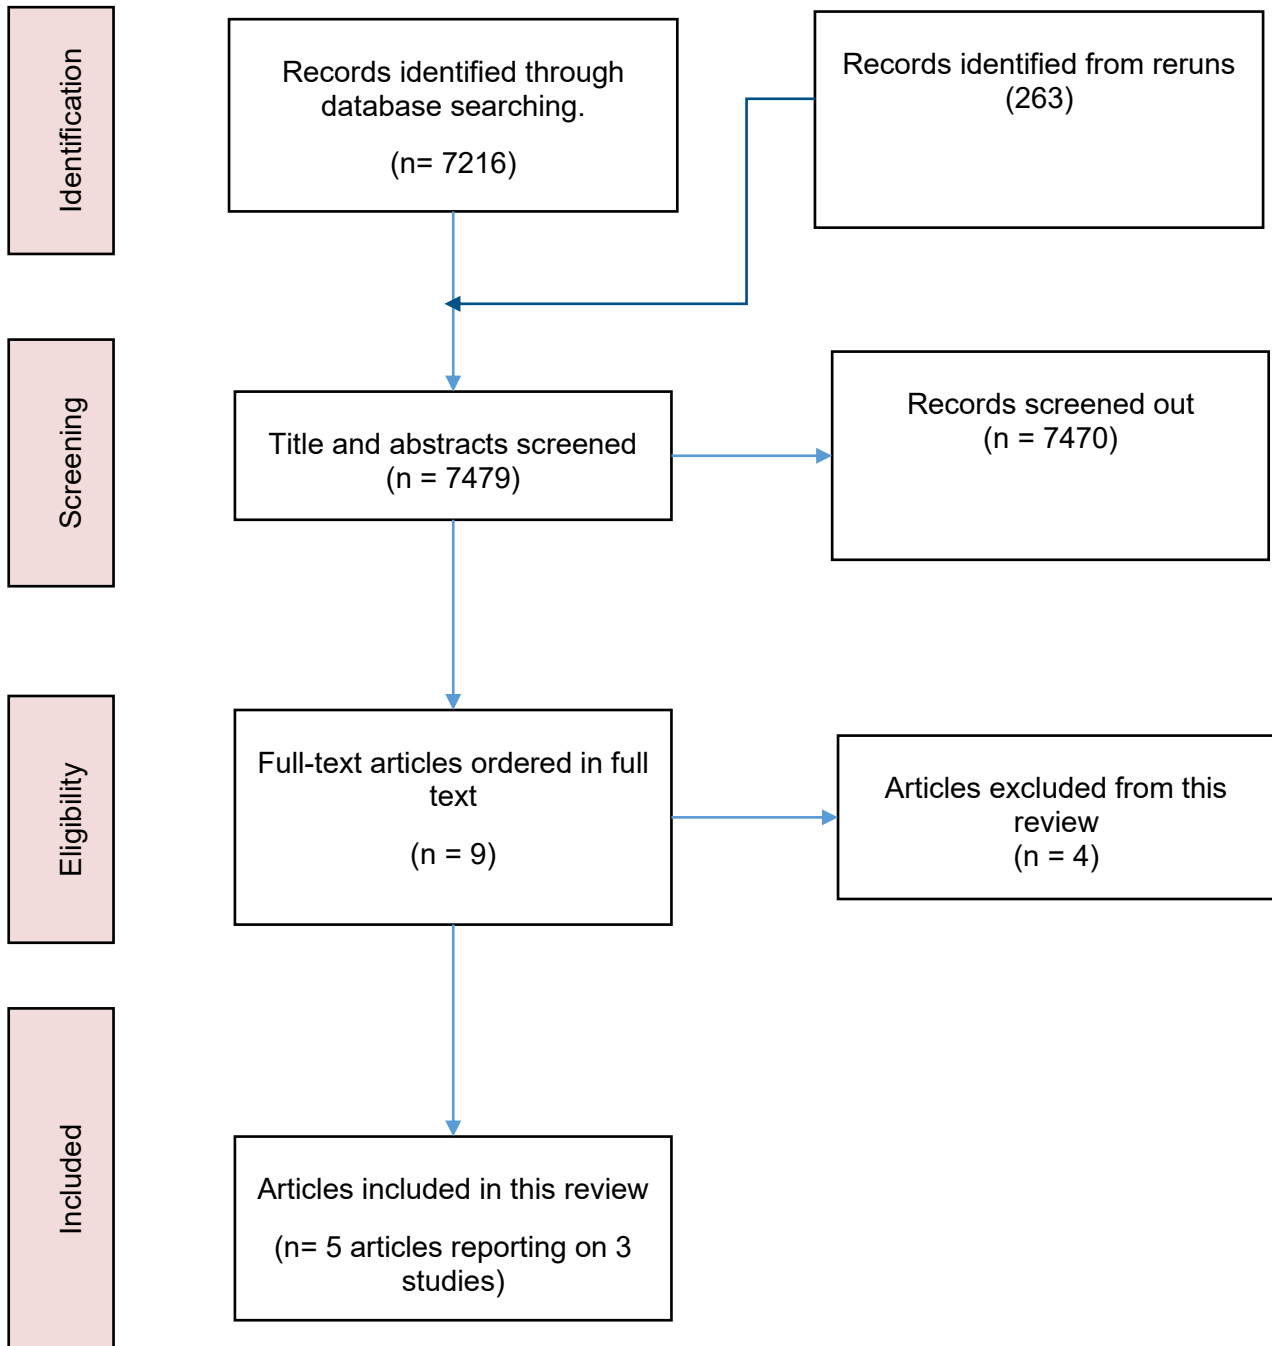 Identification
Records identified through
database searching.
(n= 7216)
Records identified from reruns
(263)
Screening
Title and abstracts screened
(n = 7479)
Records screened out
(n = 7470)
Eligibility
Full-text articles ordered in full
text
(n = 9)
Articles excluded from this
review
(n = 4)
Included
Articles included in this review
(n= 5 articles reporting on 3
studies)